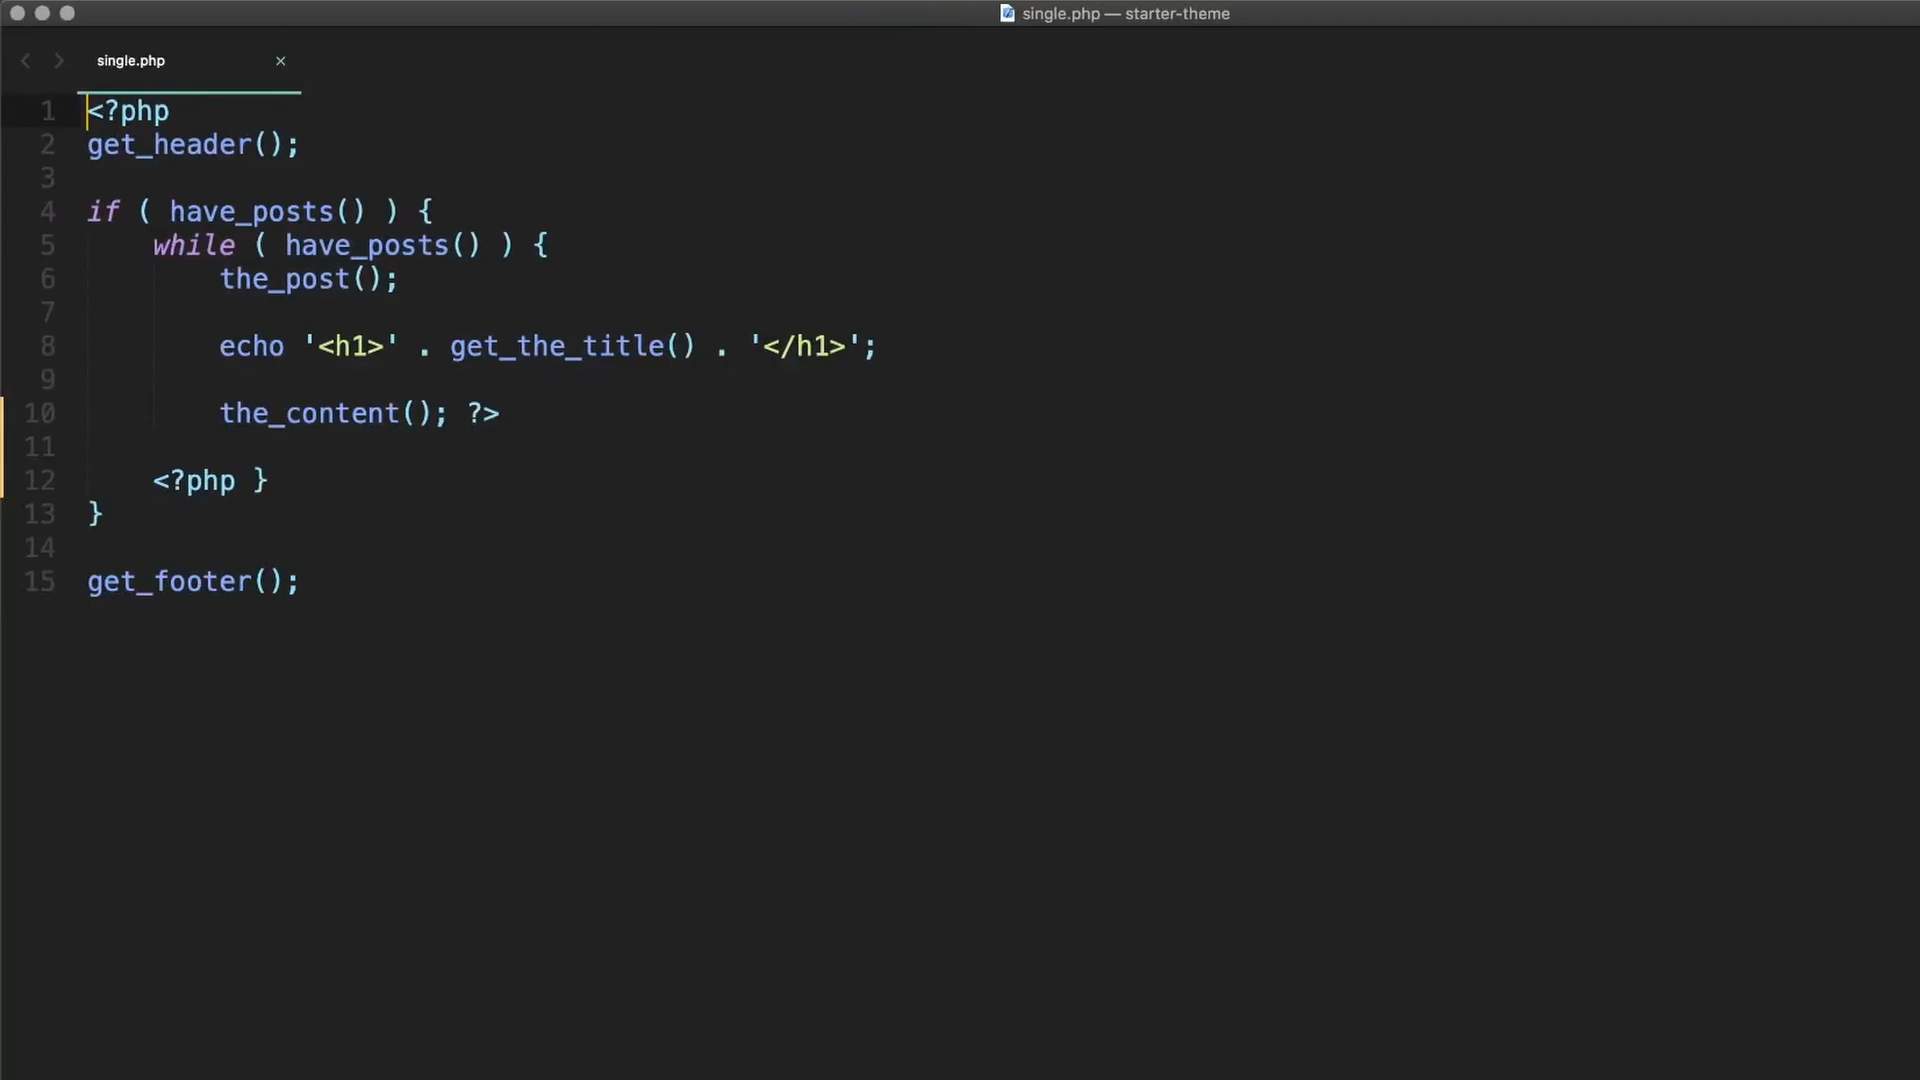 single.php — starter-theme
single.php ×
1 <?php
2 get_header();
3
4 if ( have_posts() ) {
5     while ( have_posts() ) {
6         the_post();
7
8         echo '<h1>' . get_the_title() . '</h1>';
9
10         the_content(); ?>
11
12     <?php }
13 }
14
15 get_footer();